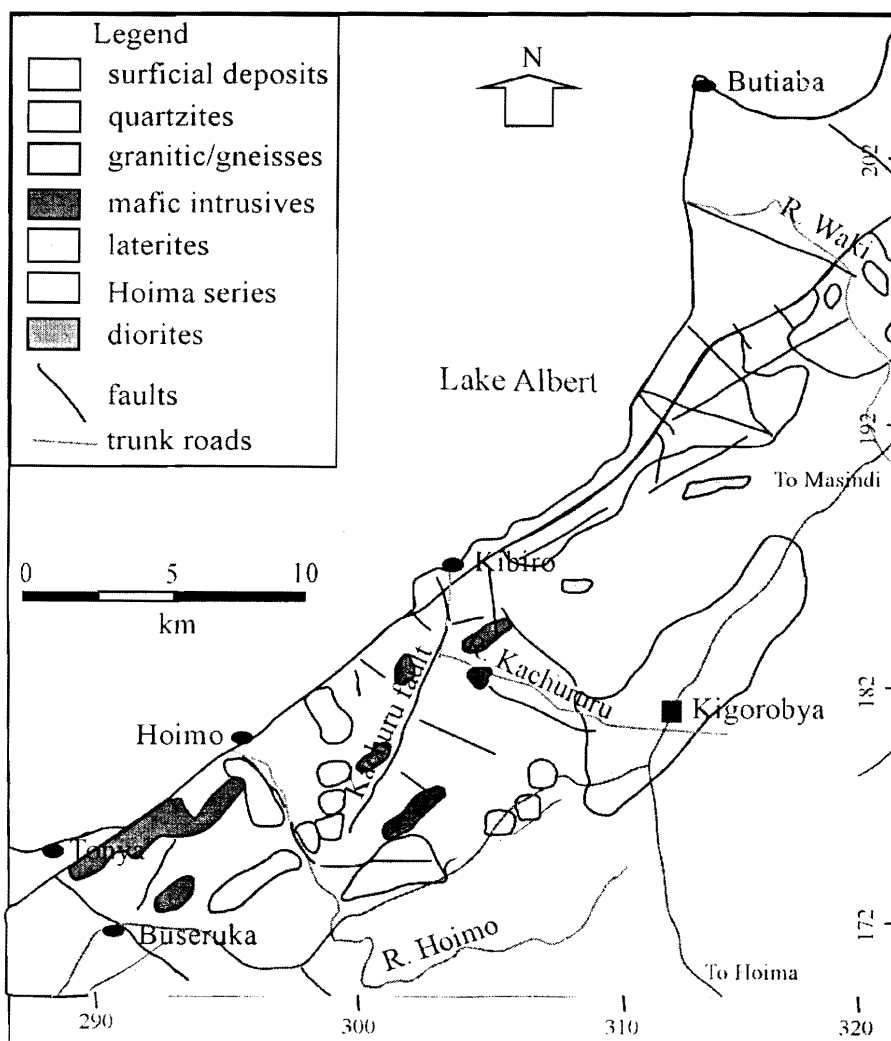 Legend
surficial deposits
quartzites
granitic/gneisses
mafic intrusives
laterites
Hoima series
diorites
faults
trunk roads
N
Butiaba
202
R. Waki
Lake Albert
192
To Masindi
Kibiro
0 5 10
km
Kachururu
182
Kigorobya
Hoimo
fault
Tonya
Buseruka
R. Hoimo
172
To Hoima
290 300 310 320